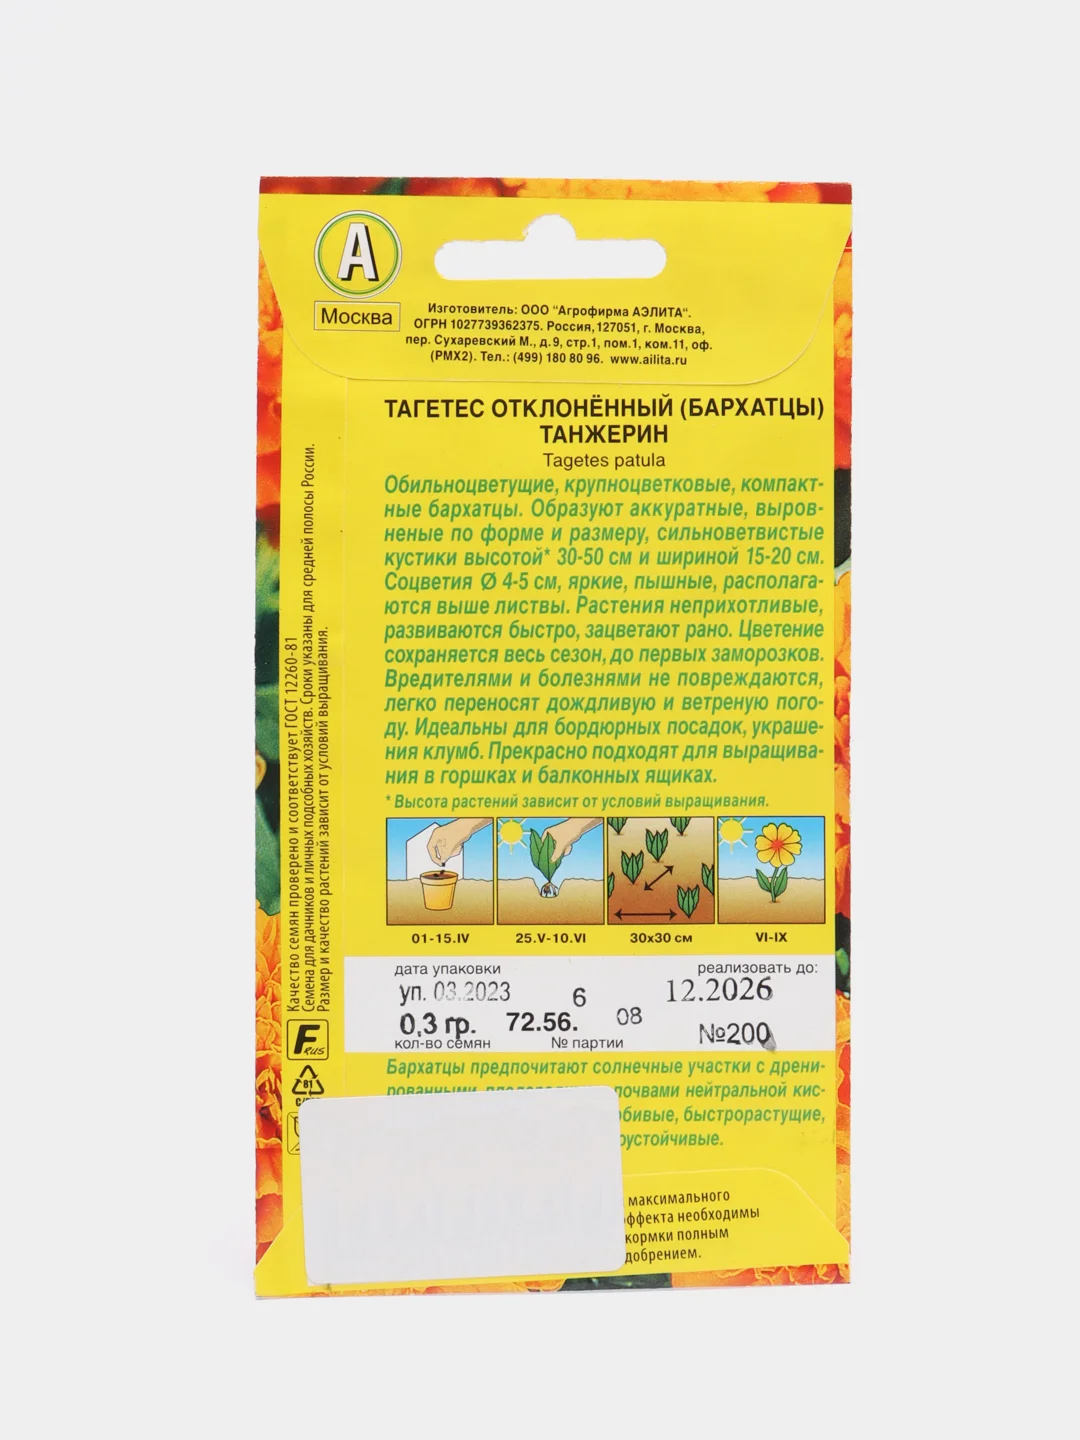 А
Москва
Изготовитель: ООО "Агрофирма АЭЛИТА".
ОГРН 1027739362375. Россия, 127051, г. Москва,
пер. Сухаревский М., д.9, стр.1, пом.1, ком.11, оф.
(РМХ2). Тел.: (499) 180 80 96. www.ailita.ru
ТАГЕТЕС ОТКЛОНЁННЫЙ (БАРХАТЦЫ)
ТАНЖЕРИН
Tagetes patula
Обильноцветущие, крупноцветковые, компакт-
ные бархатцы. Образуют аккуратные, выров-
неные по форме и размеру, сильноветвистые
кустики высотой* 30-50 см и шириной 15-20 см.
Соцветия Ø 4-5 см, яркие, пышные, располага-
ются выше листвы. Растения неприхотливые,
развиваются быстро, зацветают рано. Цветение
сохраняется весь сезон, до первых заморозков.
Вредителями и болезнями не повреждаются,
легко переносят дождливую и ветреную пого-
ду. Идеальны для бордюрных посадок, украше-
ния клумб. Прекрасно подходят для выращива-
ния в горшках и балконных ящиках.
* Высота растений зависит от условий выращивания.
01-15.IV 25.V-10.VI 30x30 см VI-IX
дата упаковки реализовать до:
уп. 03.2023 6 12.2026
0,3 гр. 72.56. 08 №200
кол-во семян № партии
Бархатцы предпочитают солнечные участки с дрени-
рованными, почвами нейтральной кис-
быстрорастущие,
максимального
необходимы
полным
Качество семян проверено и соответствует ГОСТ 12260-81
Семена для дачников и личных подсобных хозяйств. Сроки указаны для средней полосы России.
Размер и качество растений зависит от условий выращивания.
F RUS
81